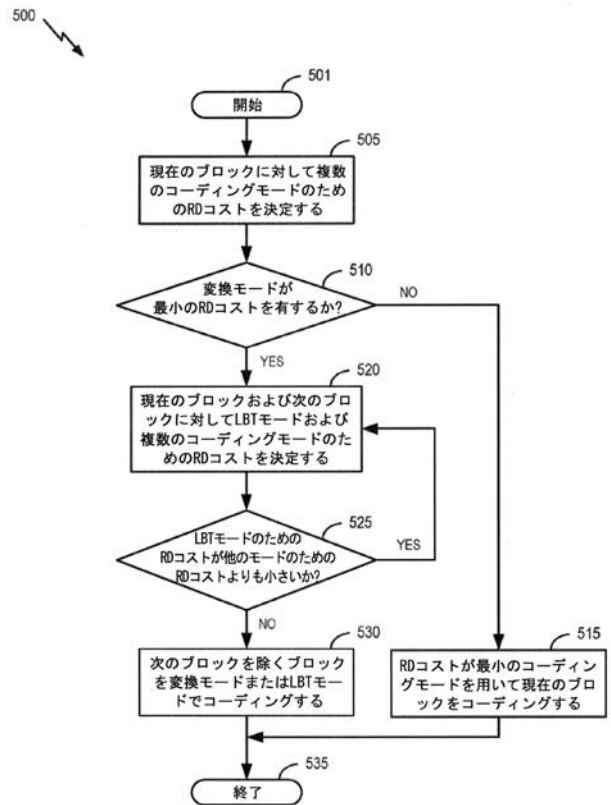 500
501
開始
505
現在のブロックに対して複数
のコーディングモードのため
のRDコストを決定する
510
変換モードが
最小のRDコストを有するか?
NO
YES
520
現在のブロックおよび次のブロ
ックに対してLBTモードおよび
複数のコーディングモードのた
めのRDコストを決定する
525
LBTモードのための
RDコストが他のモードのための
RDコストよりも小さいか?
YES
NO
530
次のブロックを除くブロック
を変換モードまたはLBTモー
ドでコーディングする
515
RDコストが最小のコーディン
グモードを用いて現在のブロ
ックをコーディングする
535
終了